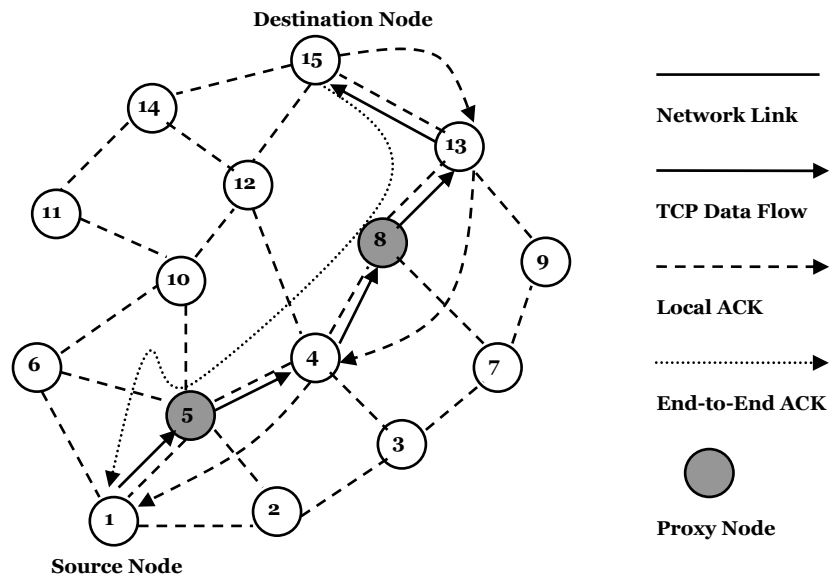 Destination Node
15
14
13
12
11
8
9
10
4
6
7
5
3
2
1
Source Node
Network Link
TCP Data Flow
Local ACK
End-to-End ACK
Proxy Node